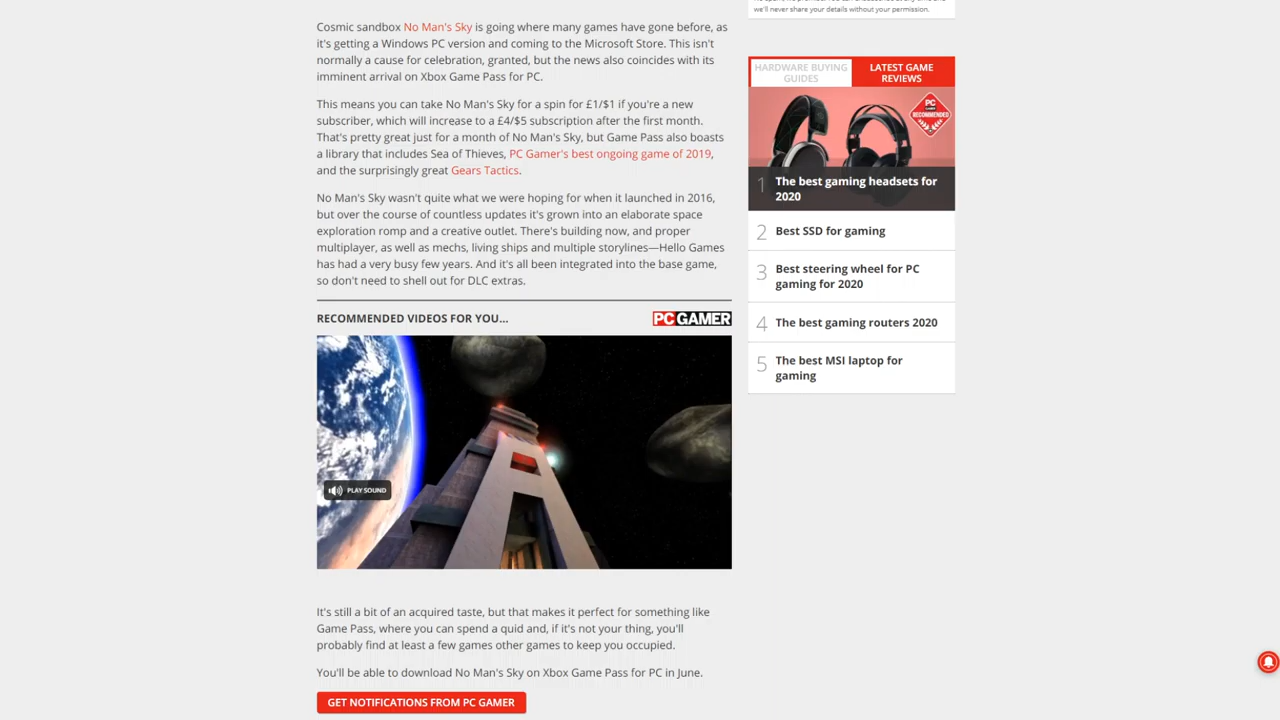 we'll never share your details without your permission.
Cosmic sandbox No Man's Sky is going where many games have gone before, as
it's getting a Windows PC version and coming to the Microsoft Store. This isn't
normally a cause for celebration, granted, but the news also coincides with its
imminent arrival on Xbox Game Pass for PC.
This means you can take No Man's Sky for a spin for £1/$1 if you're a new
subscriber, which will increase to a £4/$5 subscription after the first month.
That's pretty great just for a month of No Man's Sky, but Game Pass also boasts
a library that includes Sea of Thieves, PC Gamer's best ongoing game of 2019,
and the surprisingly great Gears Tactics.
No Man's Sky wasn't quite what we were hoping for when it launched in 2016,
but over the course of countless updates it's grown into an elaborate space
exploration romp and a creative outlet. There's building now, and proper
multiplayer, as well as mechs, living ships and multiple storylines—Hello Games
has had a very busy few years. And it's all been integrated into the base game,
so don't need to shell out for DLC extras.
RECOMMENDED VIDEOS FOR YOU...
PC GAMER
PLAY SOUND
It's still a bit of an acquired taste, but that makes it perfect for something like
Game Pass, where you can spend a quid and, if it's not your thing, you'll
probably find at least a few games other games to keep you occupied.
You'll be able to download No Man's Sky on Xbox Game Pass for PC in June.
GET NOTIFICATIONS FROM PC GAMER
HARDWARE BUYING
GUIDES
LATEST GAME
REVIEWS
PC
GAMER
RECOMMENDED
1 The best gaming headsets for
2020
2 Best SSD for gaming
3 Best steering wheel for PC
gaming for 2020
4 The best gaming routers 2020
5 The best MSI laptop for
gaming